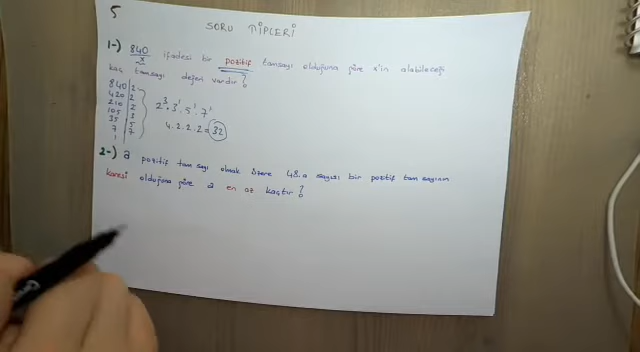 5
SORU TİPLERİ
1-) 840/x ifadesi bir pozitif tamsayı olduğuna göre x'in alabileceği
kaç tamsayı değeri vardır?
840 2
420 2
210 2
105 3
35 5
7 7
1
2³.3¹.5¹.7¹
4.2.2.2=32
2-) a pozitif tam sayı olmak üzere 48.a sayısı bir pozitif tam sayının
karesi olduğuna göre a en az kaçtır?